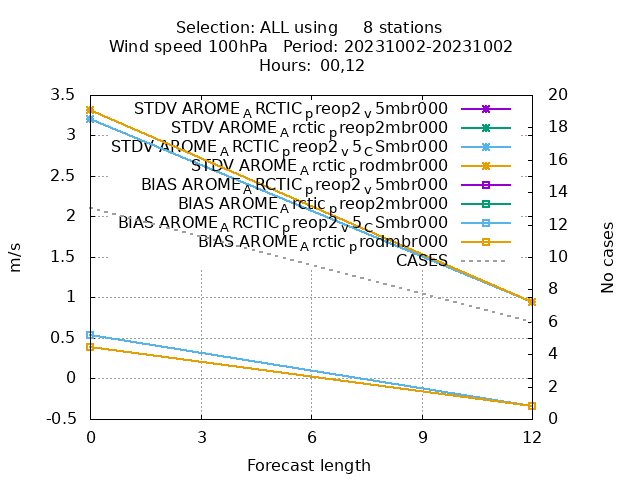 Selection: ALL using     8 stations
Wind speed 100hPa   Period: 20231002-20231002
Hours:  00,12
3.5
3
2.5
2
1.5
1
0.5
0
-0.5
m/s
20
18
16
14
12
10
8
6
4
2
0
No cases
STDV AROME_ARCTIC_preop2_v5mbr000
STDV AROME_Arctic_preop2mbr000
STDV AROME_ARCTIC_preop2_v5_CSmbr000
STDV AROME_Arctic_prodmbr000
BIAS AROME_ARCTIC_preop2_v5mbr000
BIAS AROME_Arctic_preop2mbr000
BIAS AROME_ARCTIC_preop2_v5_CSmbr000
BIAS AROME_Arctic_prodmbr000
CASES
0 3 6 9 12
Forecast length